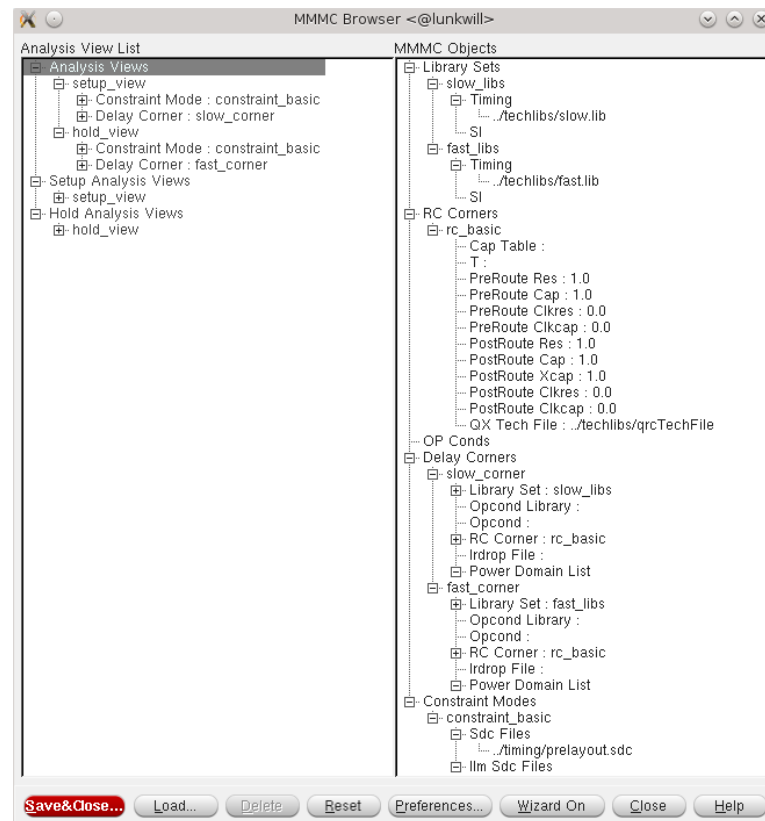 MMMC Browser <@lunkwill>
Analysis View List
Analysis Views
setup_view
Constraint Mode : constraint_basic
Delay Corner : slow_corner
hold_view
Constraint Mode : constraint_basic
Delay Corner : fast_corner
Setup Analysis Views
setup_view
Hold Analysis Views
hold_view
MMMC Objects
Library Sets
slow_libs
Timing
../techlibs/slow.lib
SI
fast_libs
Timing
../techlibs/fast.lib
SI
RC Corners
rc_basic
Cap Table :
T :
PreRoute Res : 1.0
PreRoute Cap : 1.0
PreRoute Clkres : 0.0
PreRoute Clkcap : 0.0
PostRoute Res : 1.0
PostRoute Cap : 1.0
PostRoute Xcap : 1.0
PostRoute Clkres : 0.0
PostRoute Clkcap : 0.0
QX Tech File : ../techlibs/qrcTechFile
OP Conds
Delay Corners
slow_corner
Library Set : slow_libs
Opcond Library :
Opcond :
RC Corner : rc_basic
Irdrop File :
Power Domain List
fast_corner
Library Set : fast_libs
Opcond Library :
Opcond :
RC Corner : rc_basic
Irdrop File :
Power Domain List
Constraint Modes
constraint_basic
Sdc Files
../timing/prelayout.sdc
Ilm Sdc Files
Save&Close... Load... Delete Reset Preferences... Wizard On Close Help